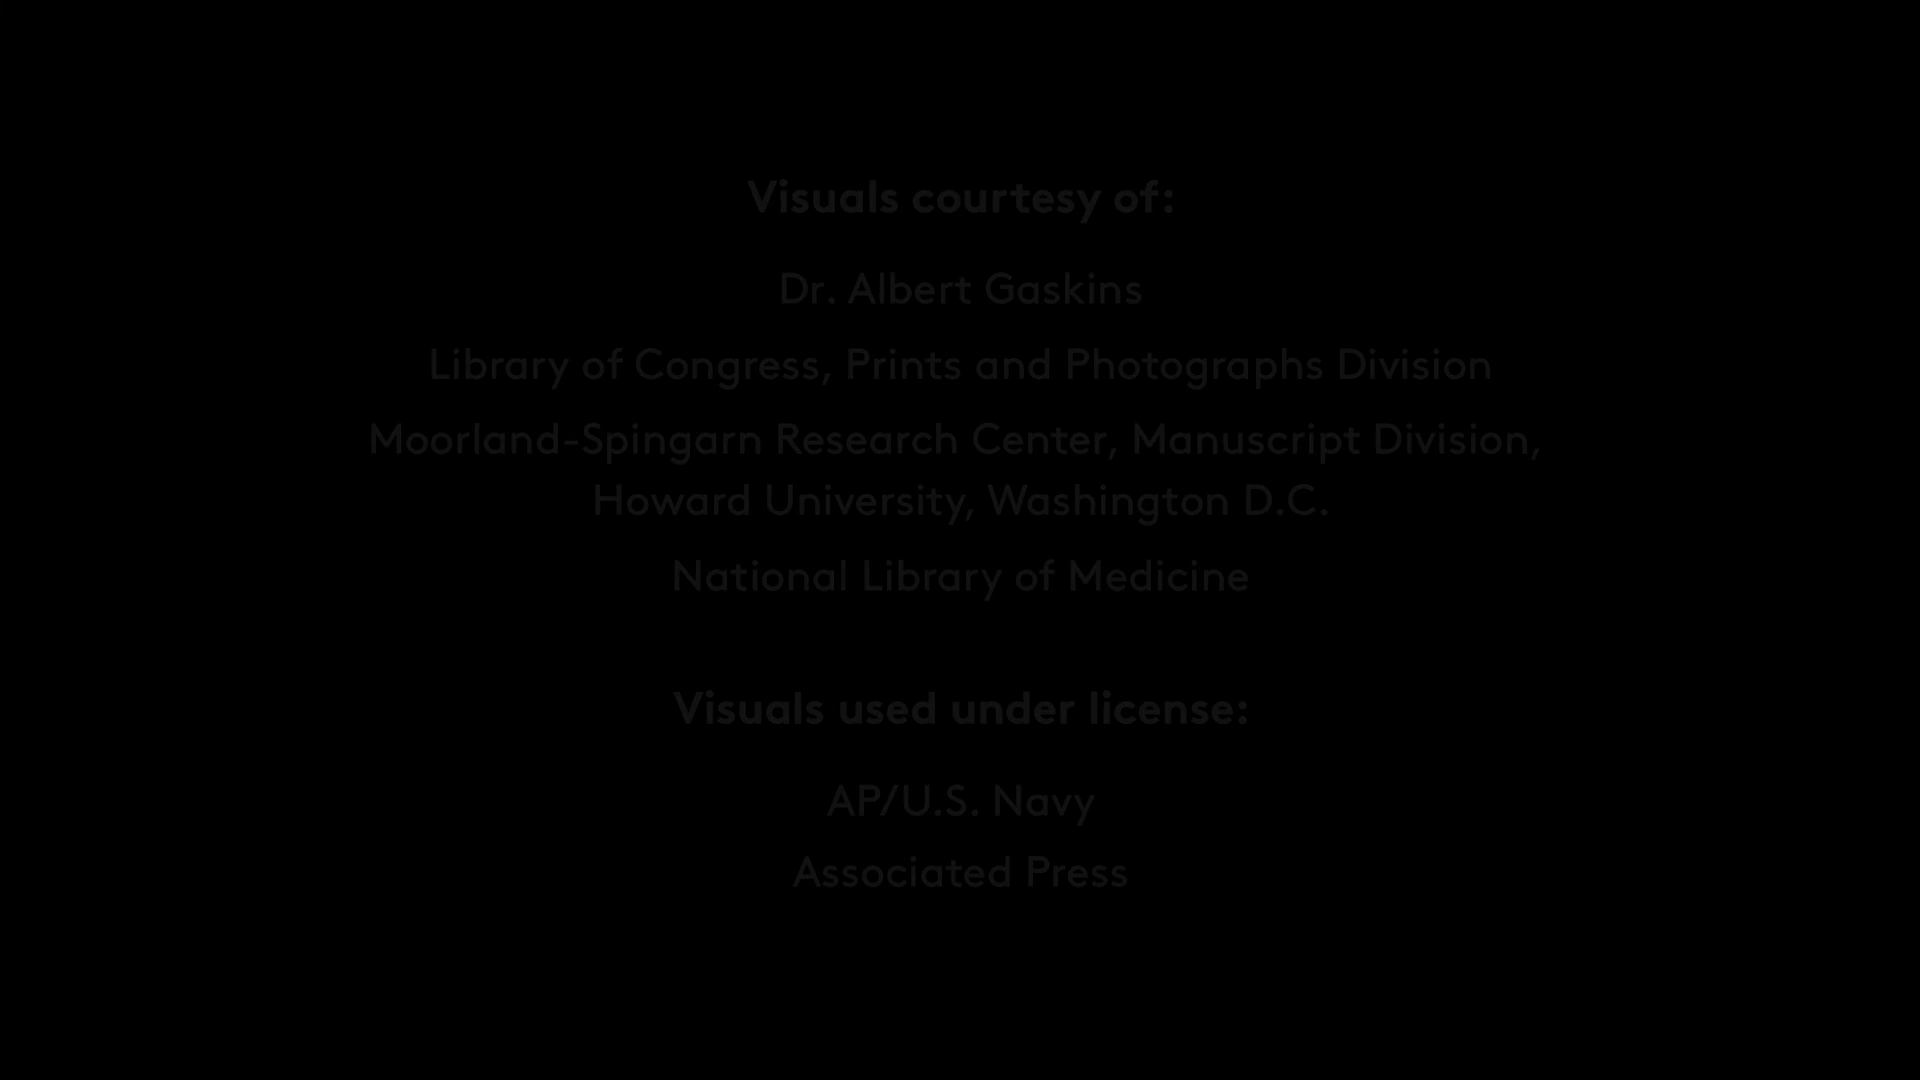 Visuals courtesy of:
Dr. Albert Gaskins
Library of Congress, Prints and Photographs Division
Moorland-Spingarn Research Center, Manuscript Division,
Howard University, Washington D.C.
National Library of Medicine
Visuals used under license:
AP/U.S. Navy
Associated Press